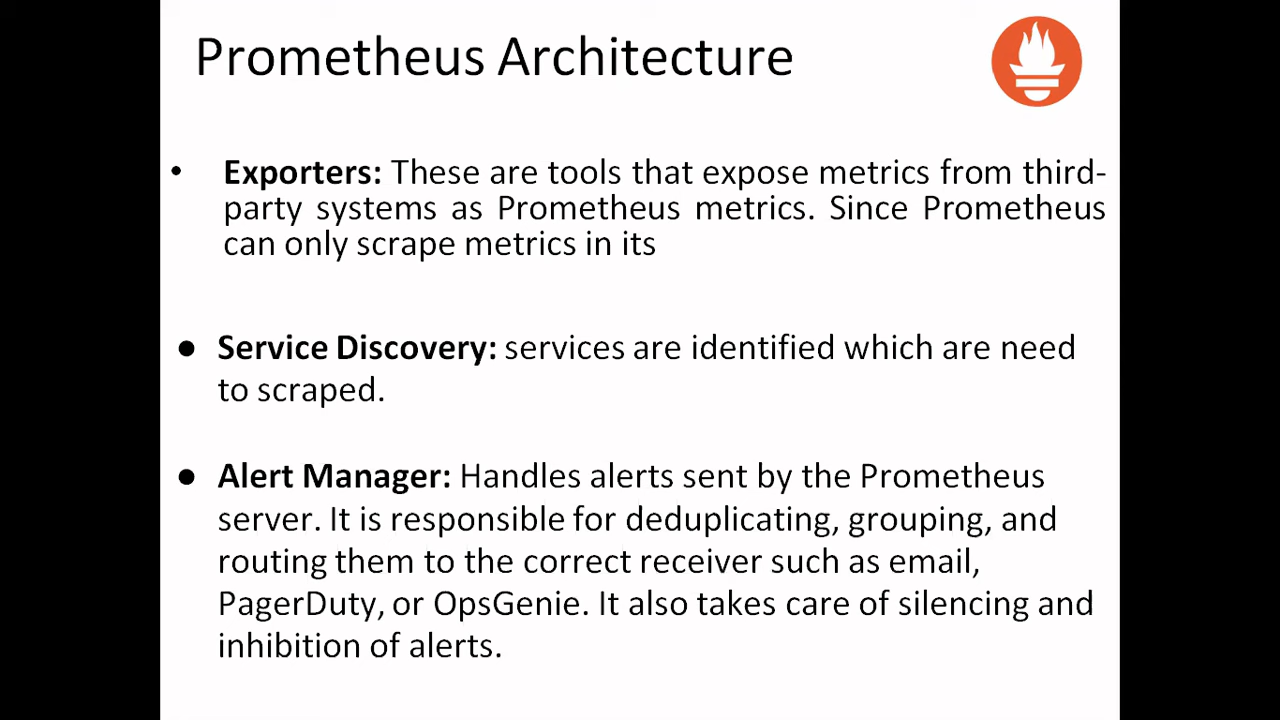 Prometheus Architecture
• Exporters: These are tools that expose metrics from third-
party systems as Prometheus metrics. Since Prometheus
can only scrape metrics in its
● Service Discovery: services are identified which are need
to scraped.
● Alert Manager: Handles alerts sent by the Prometheus
server. It is responsible for deduplicating, grouping, and
routing them to the correct receiver such as email,
PagerDuty, or OpsGenie. It also takes care of silencing and
inhibition of alerts.